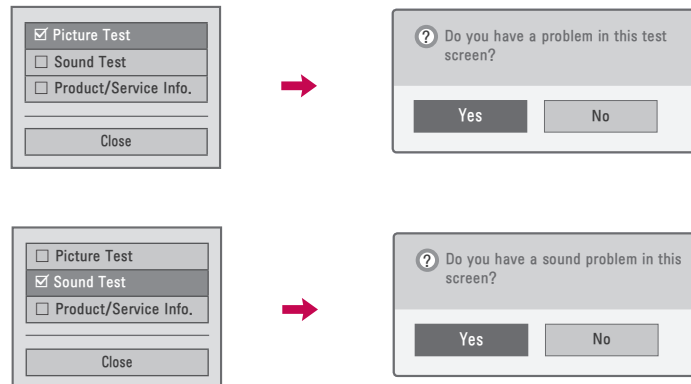 ☑ Picture Test
☐ Sound Test
☐ Product/Service Info.
Close
? Do you have a problem in this test
screen?
Yes No
☐ Picture Test
☑ Sound Test
☐ Product/Service Info.
Close
? Do you have a sound problem in this
screen?
Yes No